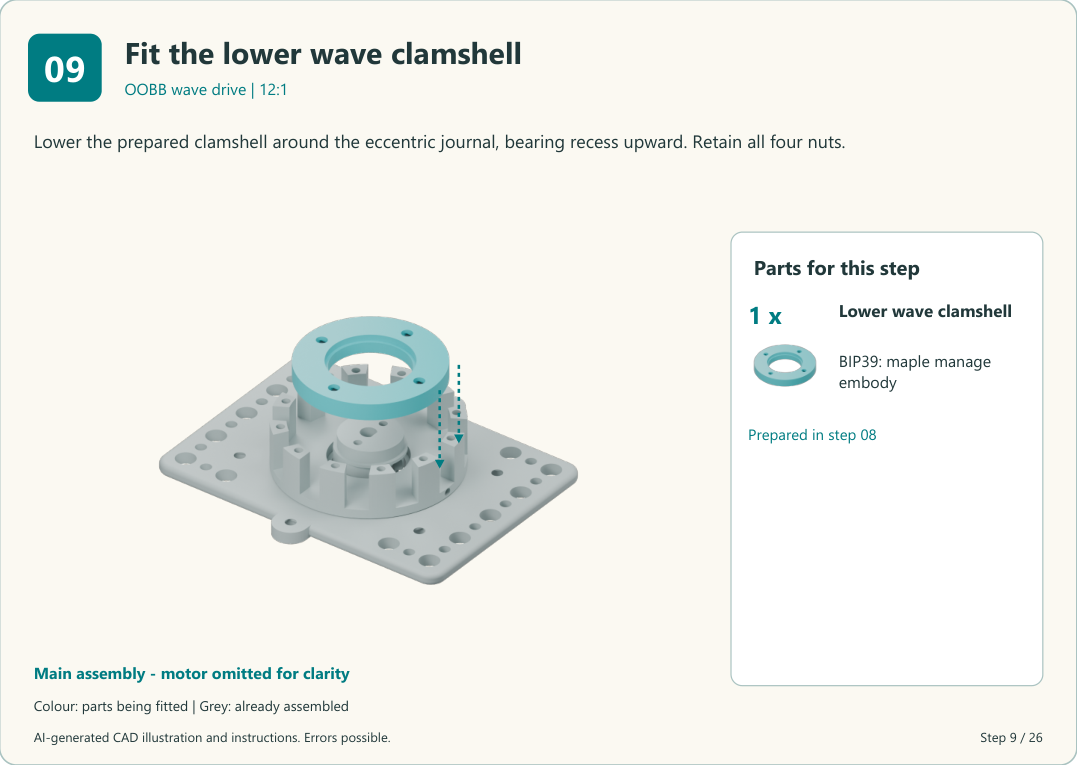 09
Fit the lower wave clamshell
OOBB wave drive | 12:1
Lower the prepared clamshell around the eccentric journal, bearing recess upward. Retain all four nuts.
Parts for this step
1 x
Lower wave clamshell
BIP39: maple manage
embody
Prepared in step 08
Main assembly - motor omitted for clarity
Colour: parts being fitted | Grey: already assembled
AI-generated CAD illustration and instructions. Errors possible.
Step 9 / 26